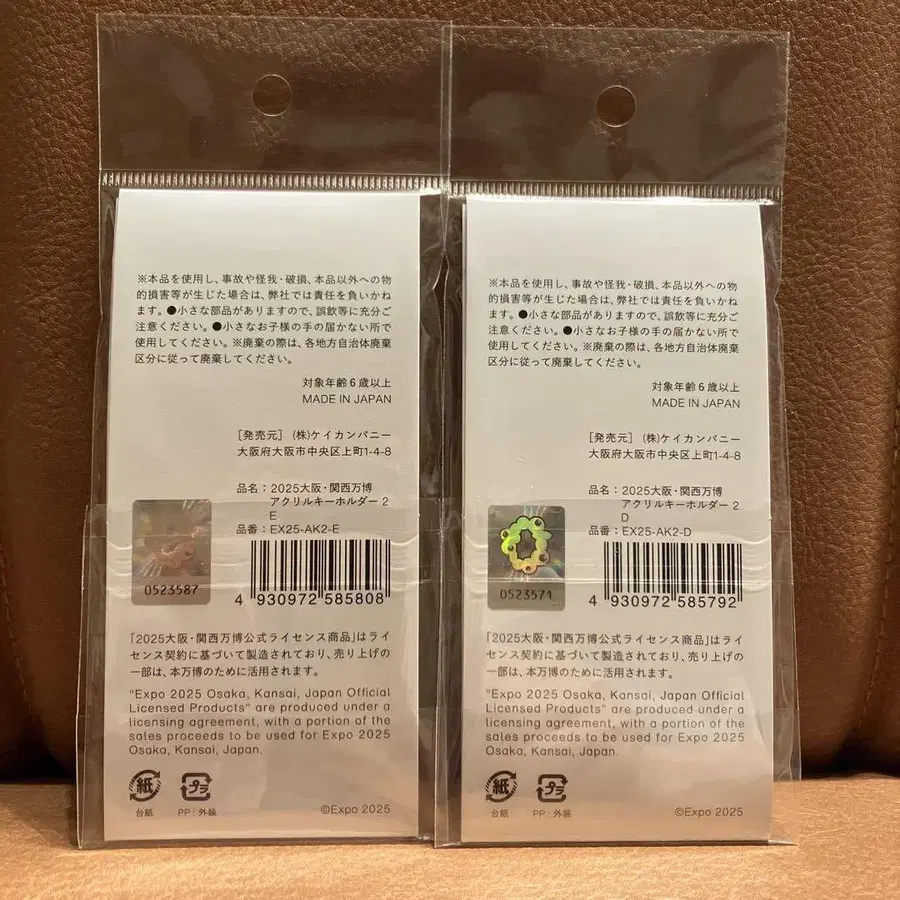 ※本品を使用し、事故や怪我・破損、本品以外への物
的損害等が生じた場合は、弊社では責任を負いかね
ます。●小さな部品がありますので、誤飲等に充分ご
注意ください。●小さなお子様の手の届かない所で
使用してください。※廃棄の際は、各地方自治体廃棄
区分に従って廃棄してください。
対象年齢6歳以上
MADE IN JAPAN
[発売元] (株)ケイカンパニー
大阪府大阪市中央区上町1-4-8
品名：2025大阪・関西万博
アクリルキーホルダー 2
E
品番：EX25-AK2-E
0523587
4 930972 585808
「2025大阪・関西万博公式ライセンス商品」はライ
センス契約に基づいて製造されており、売り上げの
一部は、本万博のために活用されます。
"Expo 2025 Osaka, Kansai, Japan Official
Licensed Products" are produced under a
licensing agreement, with a portion of the
sales proceeds to be used for Expo 2025
Osaka, Kansai, Japan.
紙
プラ
台紙
PP：外装
©Expo 2025
※本品を使用し、事故や怪我・破損、本品以外への物
的損害等が生じた場合は、弊社では責任を負いかね
ます。●小さな部品がありますので、誤飲等に充分ご
注意ください。●小さなお子様の手の届かない所で
使用してください。※廃棄の際は、各地方自治体廃棄
区分に従って廃棄してください。
対象年齢6歳以上
MADE IN JAPAN
[発売元] (株)ケイカンパニー
大阪府大阪市中央区上町1-4-8
品名：2025大阪・関西万博
アクリルキーホルダー 2
D
品番：EX25-AK2-D
0523571
4 930972 585792
「2025大阪・関西万博公式ライセンス商品」はライ
センス契約に基づいて製造されており、売り上げの
一部は、本万博のために活用されます。
"Expo 2025 Osaka, Kansai, Japan Official
Licensed Products" are produced under a
licensing agreement, with a portion of the
sales proceeds to be used for Expo 2025
Osaka, Kansai, Japan.
紙
プラ
台紙
PP：外装
©Expo 2025